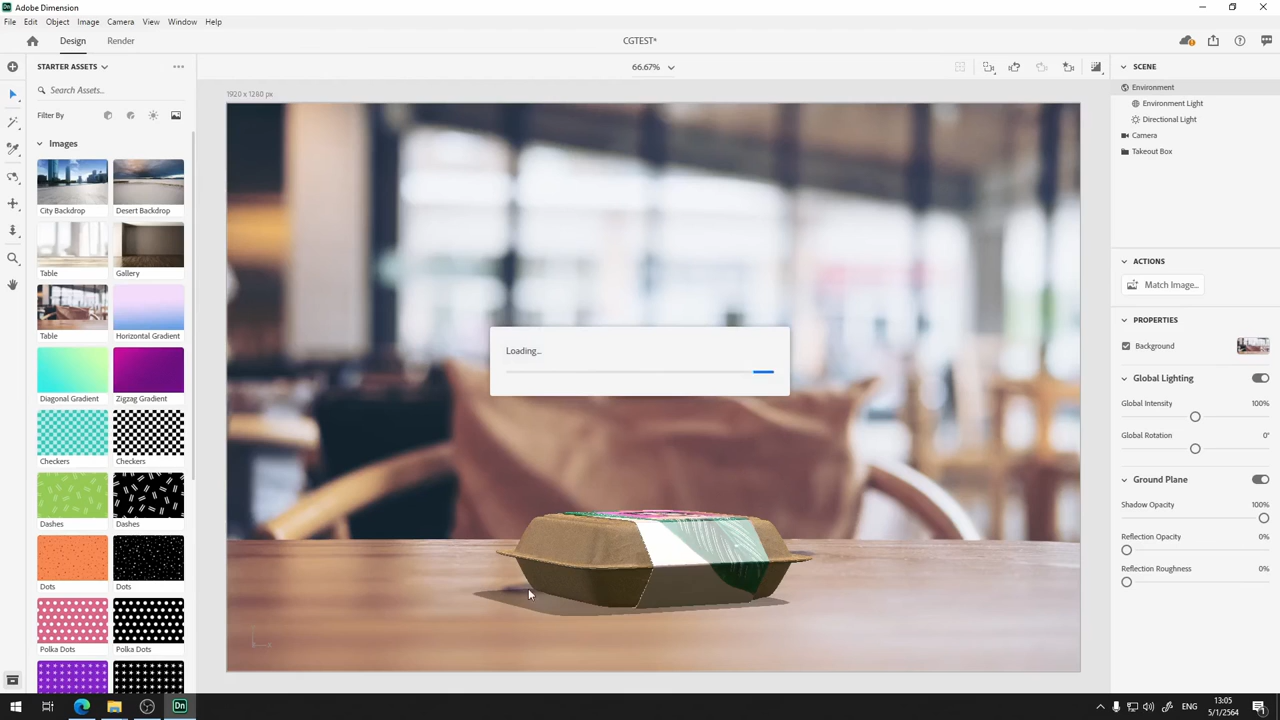 Adobe Dimension
File Edit Object Image Camera View Window Help
Design Render CGTEST*
STARTER ASSETS
66.67%
SCENE
Search Assets...
Filter By
1920 x 1280 px
Environment
Environment Light
Directional Light
Camera
Takeout Box
Images
City Backdrop Desert Backdrop
Table Gallery
Table Horizontal Gradient
Diagonal Gradient Zigzag Gradient
Checkers Checkers
Dashes Dashes
Dots Dots
Polka Dots Polka Dots
Loading...
ACTIONS
Match Image...
PROPERTIES
Background
Global Lighting
Global Intensity 100%
Global Rotation 0°
Ground Plane
Shadow Opacity 100%
Reflection Opacity 0%
Reflection Roughness 0%
Dn
ENG
13:05
5/1/2564